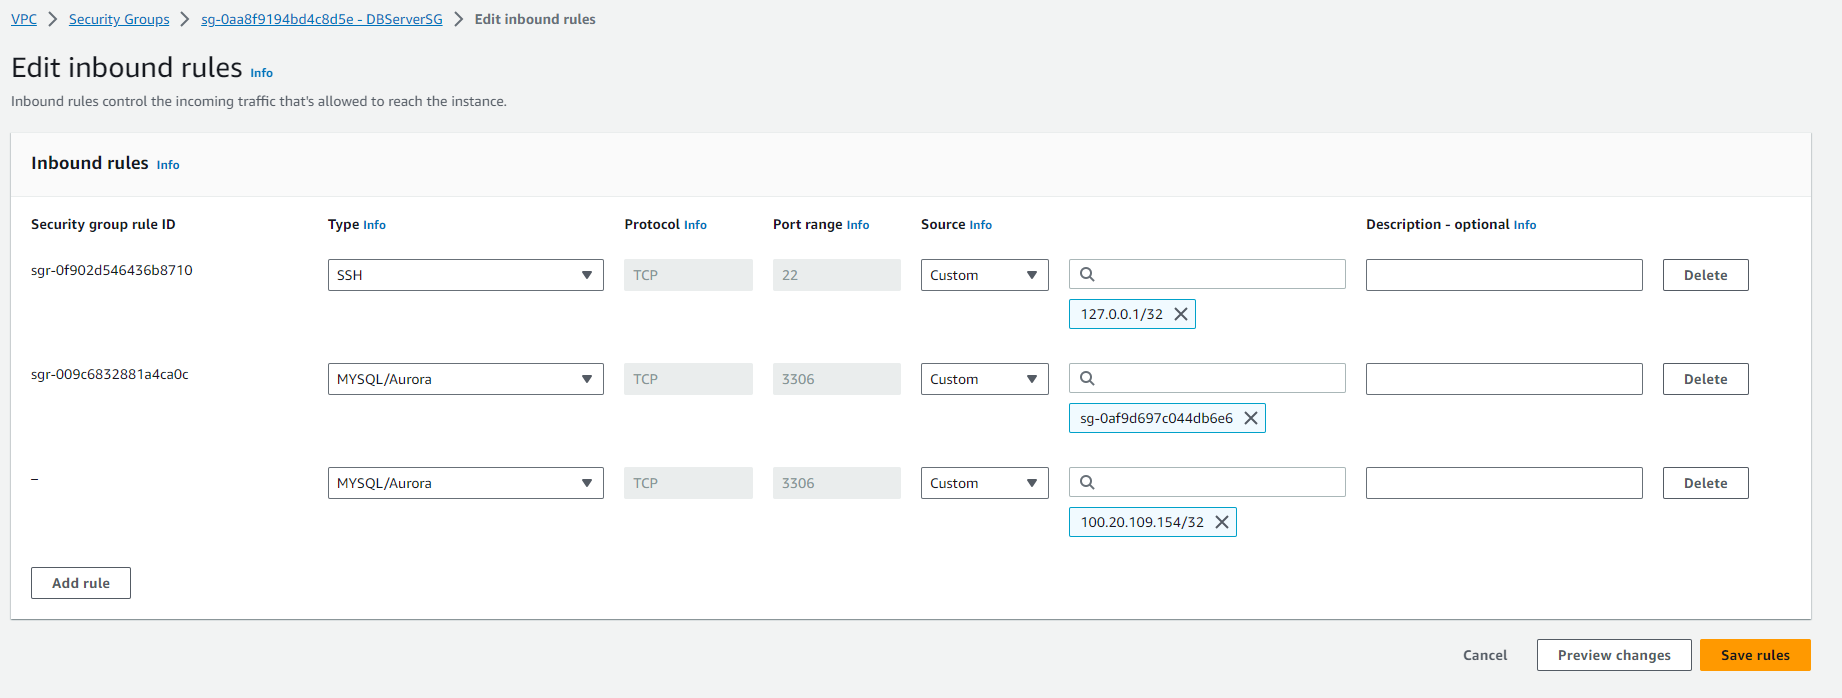 VPC > Security Groups > sg-0aa8f9194bd4c8d5e - DBServerSG > Edit inbound rules
Edit inbound rules Info
Inbound rules control the incoming traffic that's allowed to reach the instance.
Inbound rules Info
Security group rule ID Type Info Protocol Info Port range Info Source Info Description - optional Info
sgr-0f902d546436b8710 SSH TCP 22 Custom Delete
127.0.0.1/32
sgr-009c6832881a4ca0c MYSQL/Aurora TCP 3306 Custom Delete
sg-0af9d697c044db6e6
– MYSQL/Aurora TCP 3306 Custom Delete
100.20.109.154/32
Add rule
Cancel Preview changes Save rules